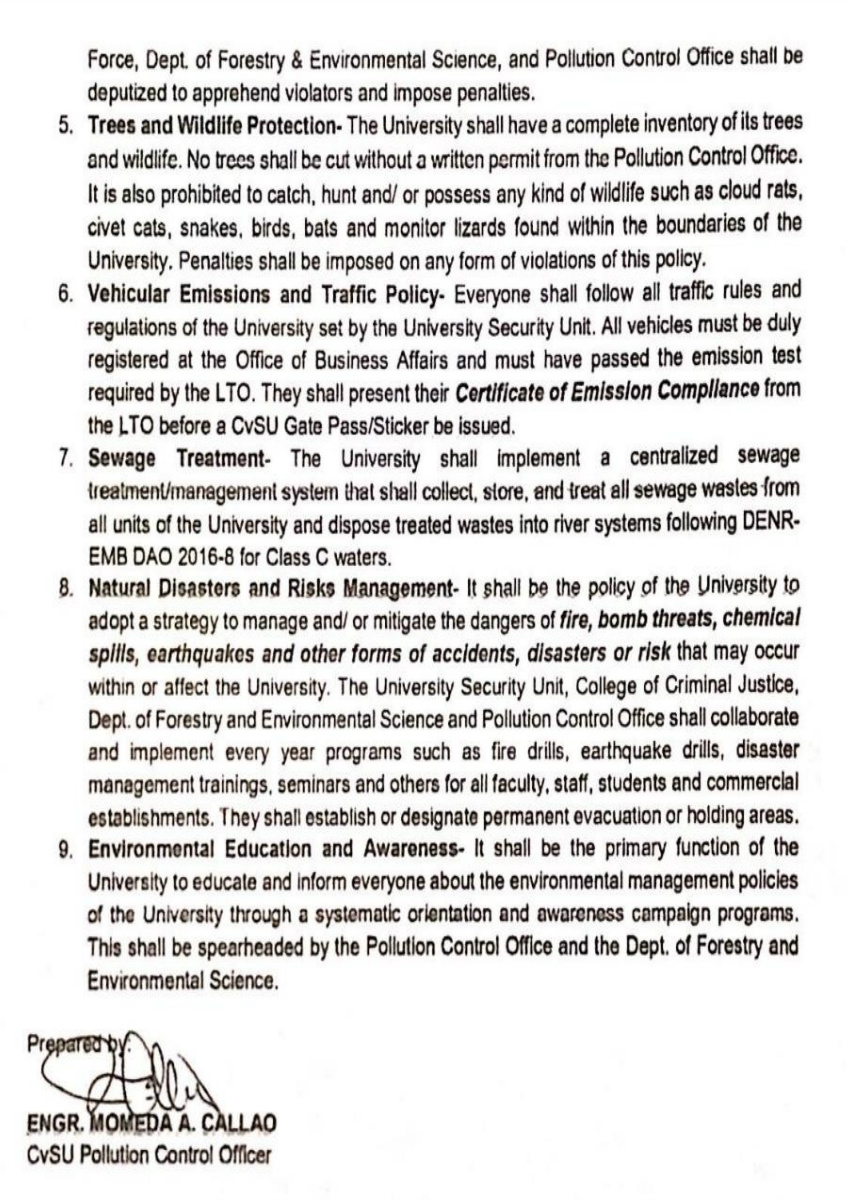 Force, Dept. of Forestry & Environmental Science, and Pollution Control Office shall be
deputized to apprehend violators and impose penalties.
5. Trees and Wildlife Protection- The University shall have a complete inventory of its trees
and wildlife. No trees shall be cut without a written permit from the Pollution Control Office.
It is also prohibited to catch, hunt and/ or possess any kind of wildlife such as cloud rats,
civet cats, snakes, birds, bats and monitor lizards found within the boundaries of the
University. Penalties shall be imposed on any form of violations of this policy.
6. Vehicular Emissions and Traffic Policy- Everyone shall follow all traffic rules and
regulations of the University set by the University Security Unit. All vehicles must be duly
registered at the Office of Business Affairs and must have passed the emission test
required by the LTO. They shall present their Certificate of Emission Compliance from
the LTO before a CvSU Gate Pass/Sticker be issued.
7. Sewage Treatment- The University shall implement a centralized sewage
treatment/management system that shall collect, store, and treat all sewage wastes from
all units of the University and dispose treated wastes into river systems following DENR-
EMB DAO 2016-8 for Class C waters.
8. Natural Disasters and Risks Management- It shall be the policy of the University to
adopt a strategy to manage and/ or mitigate the dangers of fire, bomb threats, chemical
spills, earthquakes and other forms of accidents, disasters or risk that may occur
within or affect the University. The University Security Unit, College of Criminal Justice,
Dept. of Forestry and Environmental Science and Pollution Control Office shall collaborate
and implement every year programs such as fire drills, earthquake drills, disaster
management trainings, seminars and others for all faculty, staff, students and commercial
establishments. They shall establish or designate permanent evacuation or holding areas.
9. Environmental Education and Awareness- It shall be the primary function of the
University to educate and inform everyone about the environmental management policies
of the University through a systematic orientation and awareness campaign programs.
This shall be spearheaded by the Pollution Control Office and the Dept. of Forestry and
Environmental Science.
Prepared by:
ENGR. MOMEDA A. CALLAO
CvSU Pollution Control Officer